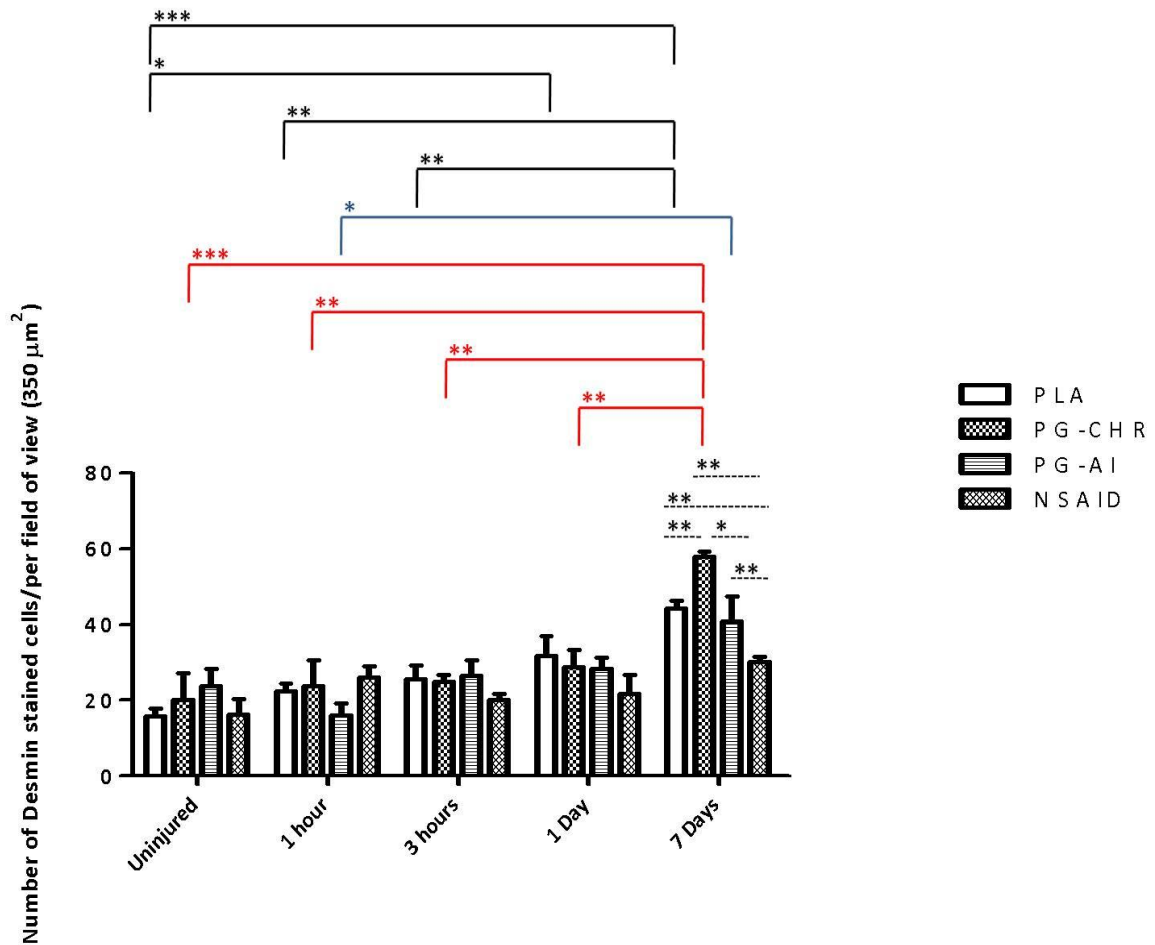 ***
*
**
**
*
***
**
**
**
Number of Desmin stained cells/per field of view (350 μm²)
80
60
40
20
0
**
**
** *
**
Uninjured
1 hour
3 hours
1 Day
7 Days
PLA
PG-CHR
PG-AI
NSAID